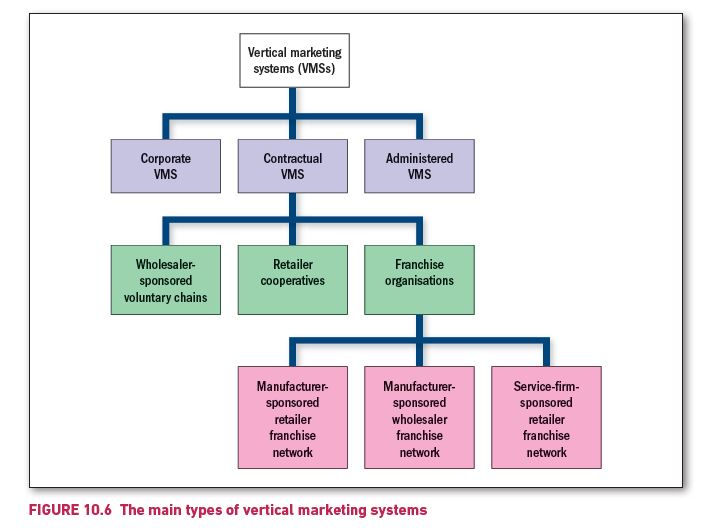 Vertical marketing
systems (VMSs)
Corporate
VMS
Contractual
VMS
Administered
VMS
Wholesaler-
sponsored
voluntary chains
Retailer
cooperatives
Franchise
organisations
Manufacturer-
sponsored
retailer
franchise
network
Manufacturer-
sponsored
wholesaler
franchise
network
Service-firm-
sponsored
retailer
franchise
network
FIGURE 10.6 The main types of vertical marketing systems